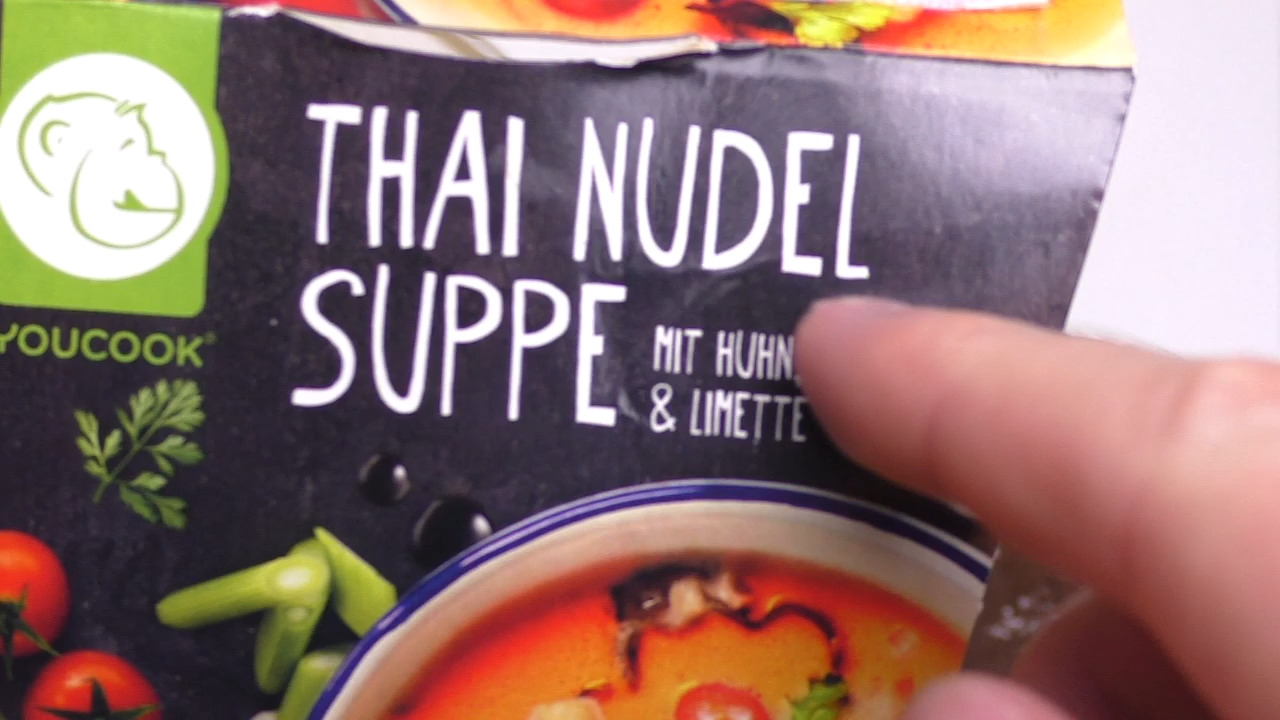 THAI NUDEL
SUPPE
MIT HUHN
& LIMETTE
YOUCOOK